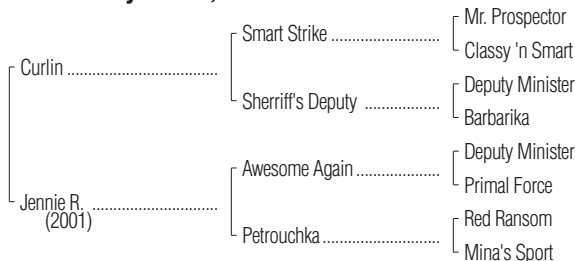 Mr. Prospector
Smart Strike ........................
Classy 'n Smart
Curlin ..................................
Deputy Minister
Sherriff's Deputy ................
Barbarika
Deputy Minister
Awesome Again ..................
Primal Force
Jennie R. ............................
(2001)
Red Ransom
Petrouchka..........................
Mina's Sport